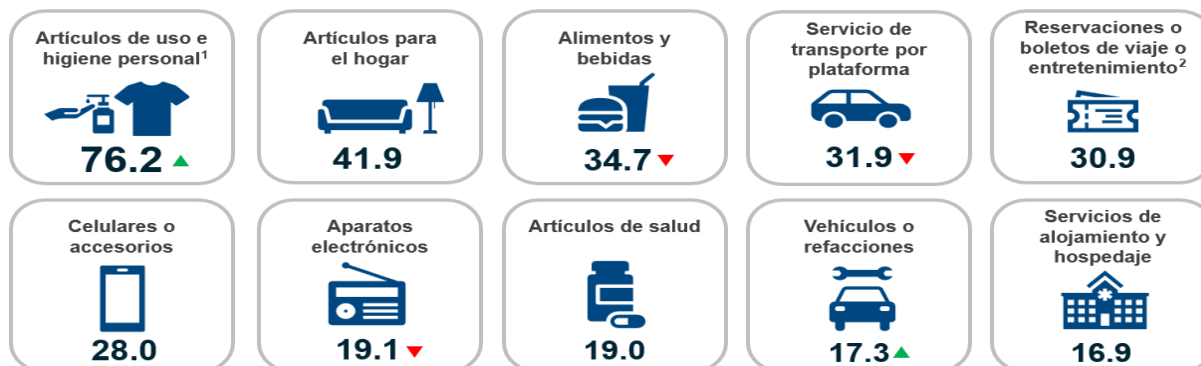 Artículos de uso e
higiene personal¹
76.2
Artículos para
el hogar
41.9
Alimentos y
bebidas
34.7
Servicio de
transporte por
plataforma
31.9
Reservaciones o
boletos de viaje o
entretenimiento²
30.9
Celulares o
accesorios
28.0
Aparatos
electrónicos
19.1
Artículos de salud
19.0
Vehículos o
refacciones
17.3
Servicios de
alojamiento y
hospedaje
16.9